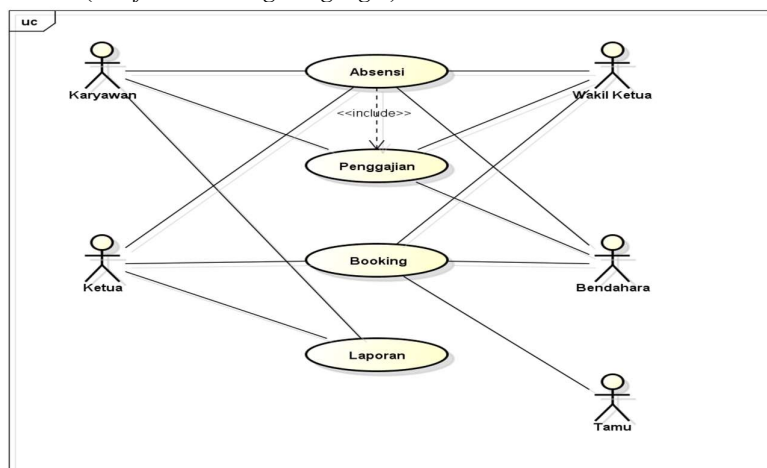 uc
Absensi
Karyawan
Wakil Ketua
<<include>>
Penggajian
Booking
Ketua
Bendahara
Laporan
Tamu